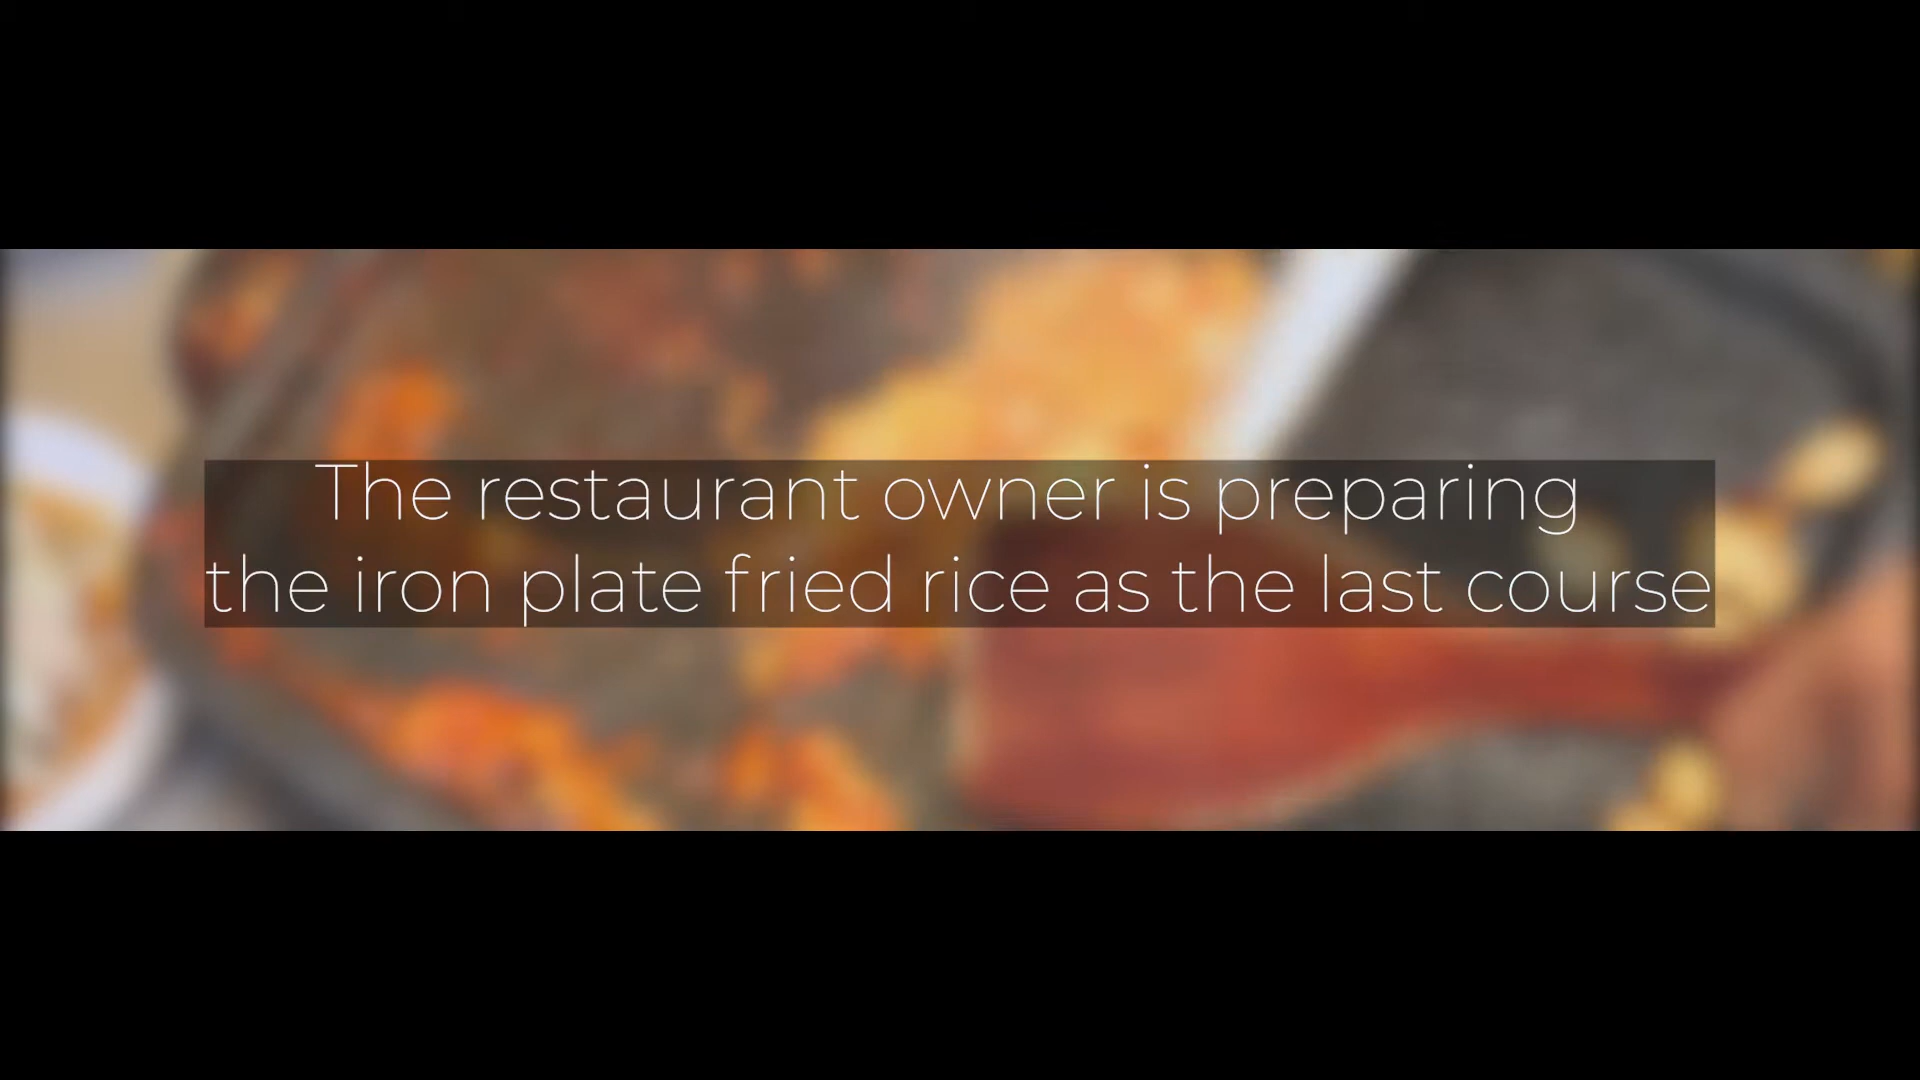 The restaurant owner is preparing
the iron plate fried rice as the last course